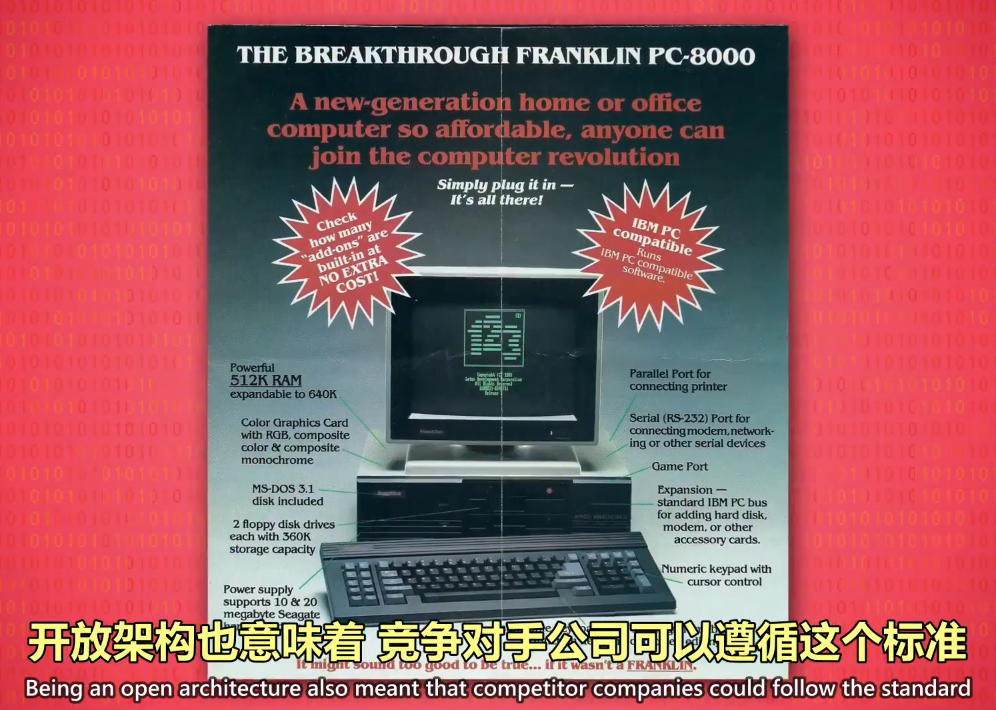 THE BREAKTHROUGH FRANKLIN PC-8000
A new-generation home or office
computer so affordable, anyone can
join the computer revolution
Simply plug it in —
It's all there!
Check
how many
"add-ons" are
built-in at
NO EXTRA
COST!
IBM PC
compatible
Runs
IBM PC compatible
software.
Powerful
512K RAM
expandable to 640K
Color Graphics Card
with RGB, composite
color & composite
monochrome
MS-DOS 3.1
disk included
2 floppy disk drives
each with 360K
storage capacity
Power supply
supports 10 & 20
megabyte Seagate
Parallel Port for
connecting printer
Serial (RS-232) Port for
connecting modem, network-
ing or other serial devices
Game Port
Expansion —
standard IBM PC bus
for adding hard disk,
modem, or other
accessory cards.
Numeric keypad with
cursor control
开放架构也意味着 竞争对手公司可以遵循这个标准
It might sound too good to be true... if it wasn't a FRANKLIN.
Being an open architecture also meant that competitor companies could follow the standard